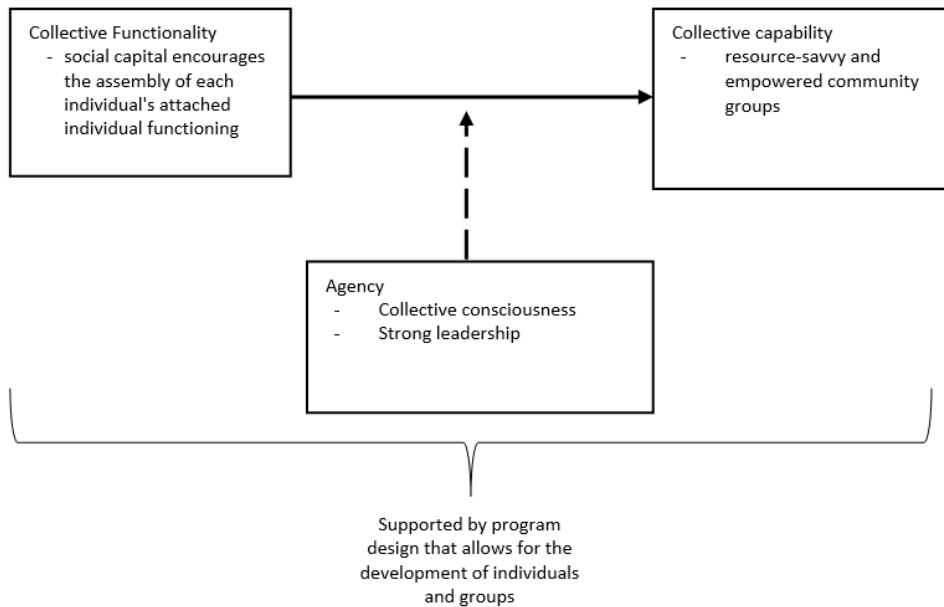 Collective Functionality
- social capital encourages
the assembly of each
individual's attached
individual functioning
Collective capability
- resource-savvy and
empowered community
groups
Agency
- Collective consciousness
- Strong leadership
Supported by program
design that allows for the
development of individuals
and groups